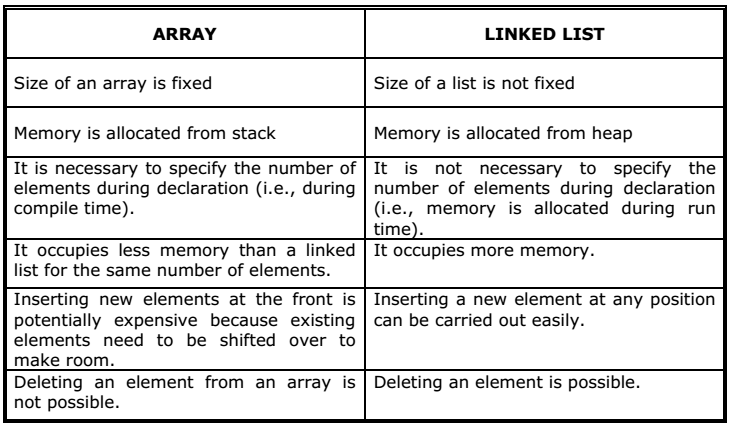 ARRAY
LINKED LIST
Size of an array is fixed
Size of a list is not fixed
Memory is allocated from stack
Memory is allocated from heap
It is necessary to specify the number of
elements during declaration (i.e., during
compile time).
It is not necessary to specify the
number of elements during declaration
(i.e., memory is allocated during run
time).
It occupies less memory than a linked
list for the same number of elements.
It occupies more memory.
Inserting new elements at the front is
potentially expensive because existing
elements need to be shifted over to
make room.
Inserting a new element at any position
can be carried out easily.
Deleting an element from an array is
not possible.
Deleting an element is possible.